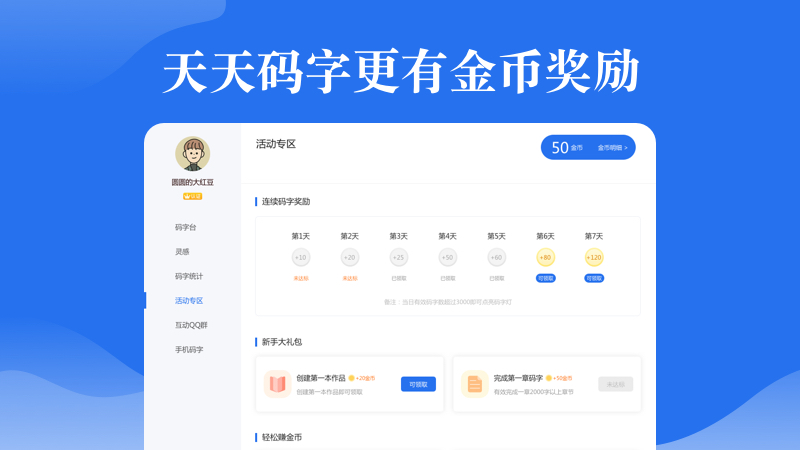 天天码字更有金币奖励
圆圆的大红豆
码字台
灵感
码字统计
活动专区
互动QQ群
手机码字
活动专区
50 金币 金币明细 >
连续码字奖励
第1天 第2天 第3天 第4天 第5天 第6天 第7天
+10 +20 +25 +50 +60 +80 +120
未达标 未达标 已领取 已领取 已领取 可领取 可领取
备注：当日有效码字数超过3000即可点亮码字灯
新手大礼包
创建第一本作品 +20金币
创建第一本作品即可领取
可领取
完成第一章码字 +50金币
有效完成一章2000字以上章节
未达标
轻松赚金币